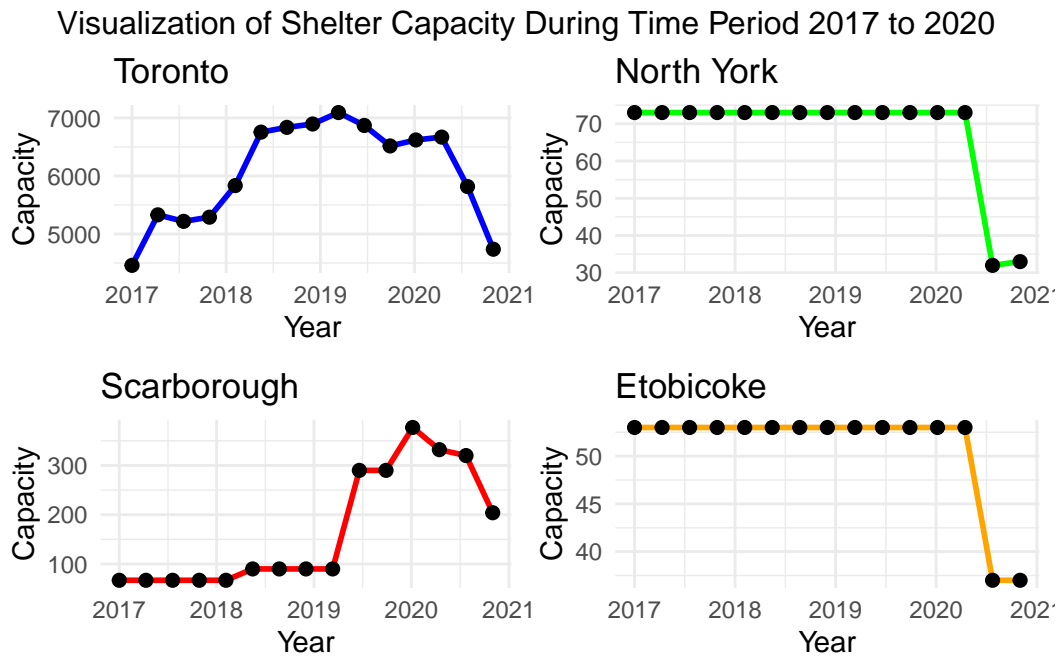 Visualization of Shelter Capacity During Time Period 2017 to 2020
Toronto
Capacity
7000
6000
5000
2017 2018 2019 2020 2021
Year
North York
Capacity
70
60
50
40
30
2017 2018 2019 2020 2021
Year
Scarborough
Capacity
300
200
100
2017 2018 2019 2020 2021
Year
Etobicoke
Capacity
50
45
40
2017 2018 2019 2020 2021
Year